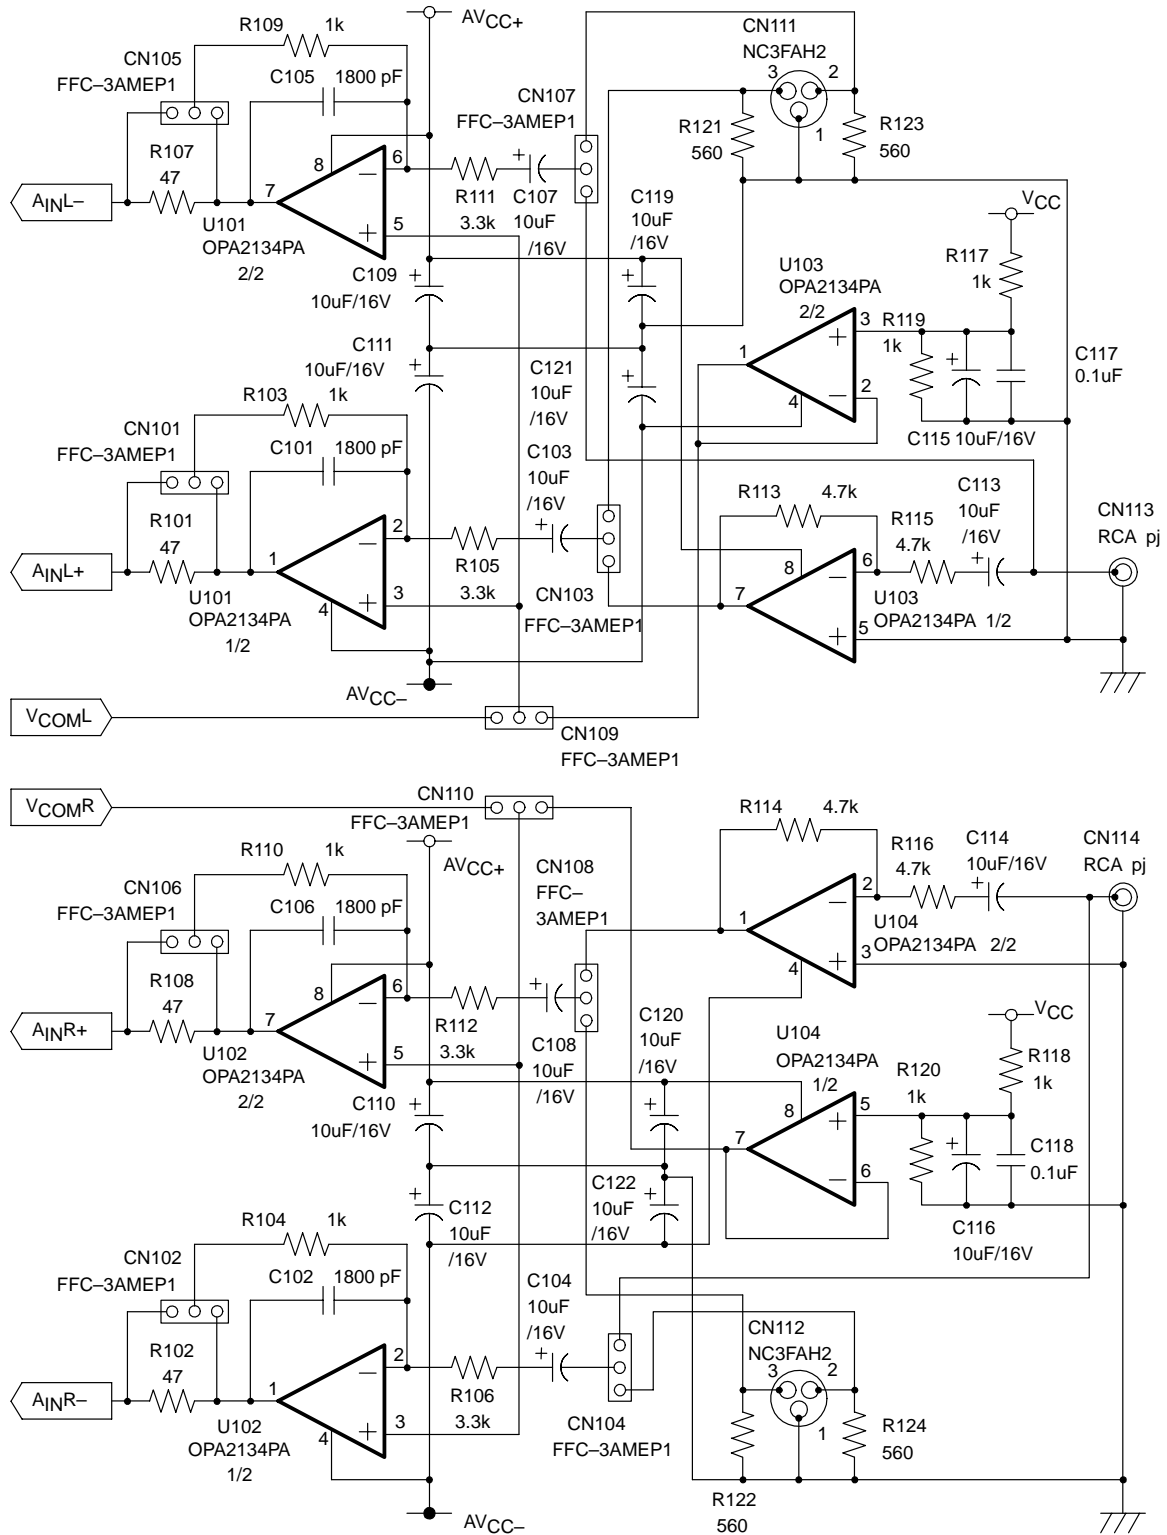 R109 1k
AVCC+
CN105
FFC–3AMEP1
C105 1800 pF
CN107
FFC–3AMEP1
CN111
NC3FAH2
3 2
1
R121
560
R123
560
R107
47
8 6
7 5
AINL–
U101
OPA2134PA
2/2
R111
3.3k
C107
10uF
/16V
C119
10uF
/16V
VCC
R117
1k
C109
10uF/16V
U103
OPA2134PA
2/2
3
1 2
4
R119
1k
C117
0.1uF
C115 10uF/16V
C111
10uF/16V
C121
10uF
/16V
R103 1k
CN101
FFC–3AMEP1
C101 1800 pF
C103
10uF
/16V
R113 4.7k
C113
10uF
/16V
CN113
RCA pj
R101
47
2
1 3
4
R105
3.3k
R115
4.7k
AINL+
U101
OPA2134PA
1/2
CN103
FFC–3AMEP1
8 6
7 5
U103
OPA2134PA 1/2
AVCC–
VCOML
CN109
FFC–3AMEP1
VCOMR
CN110
FFC–3AMEP1
R114 4.7k
R110 1k
AVCC+
CN108
FFC–
3AMEP1
R116
4.7k
C114
10uF/16V
CN114
RCA pj
CN106
FFC–3AMEP1
C106 1800 pF
2
1 3
4
U104
OPA2134PA 2/2
R108
47
8 6
7 5
AINR+
U102
OPA2134PA
2/2
R112
3.3k
C108
10uF
/16V
C120
10uF
/16V
U104
OPA2134PA
1/2
VCC
R118
1k
R120
1k
8 5
7 6
C110
10uF/16V
C118
0.1uF
C112
10uF
/16V
C122
10uF
/16V
C116
10uF/16V
R104 1k
CN102
FFC–3AMEP1
C102 1800 pF
C104
10uF
/16V
CN112
NC3FAH2
3 2
1
R102
47
2
1 3
4
R106
3.3k
AINR–
U102
OPA2134PA
1/2
CN104
FFC–3AMEP1
R124
560
R122
560
AVCC–